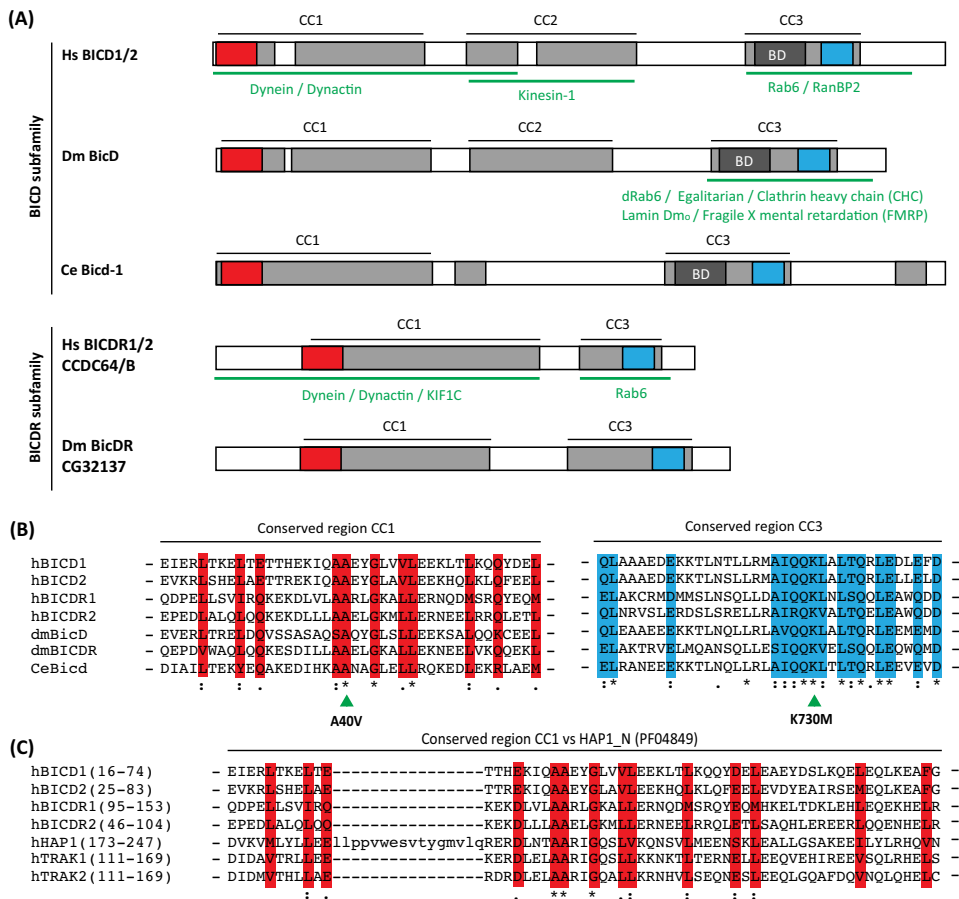 (A)
BICD subfamily
Hs BICD1/2
CC1
CC2
CC3
BD
Dynein / Dynactin
Kinesin-1
Rab6 / RanBP2
Dm BicD
CC1
CC2
CC3
BD
dRab6 / Egalitarian / Clathrin heavy chain (CHC)
Lamin Dm₀ / Fragile X mental retardation (FMRP)
Ce Bicd-1
CC1
CC3
BD
BICDR subfamily
Hs BICDR1/2
CCDC64/B
CC1
CC3
Dynein / Dynactin / KIF1C
Rab6
Dm BicDR
CG32137
CC1
CC3
(B)
Conserved region CC1 Conserved region CC3
hBICD1 - EIERLTKELTETTHEKIQAAEYGLVVLEEKLTLKQQYDEL - - QLAAAEDEKKTLNTLLRMAIQQKLALTQRLEDLEFD -
hBICD2 - EVKRLSHELAETTREKIQAAEYGLAVLEEKHQLKLQFEEL - - QLAAAEDEKKTLNSLLRMAIQQKLALTQRLELLELD -
hBICDR1 - QDPELLSVIRQKEKDLVLAARLGKALLERNQDMSRQYEQM - - ELAKCRMDMMSLNSQLLDAIQQKLNLSQQLEAWQDD -
hBICDR2 - EPEDLALQLQQKEKDLLLAAELGKMLLERNEELRRQLETL - - QLNRVSLERDSLSRELLRAIRQKVALTQELEAWQDD -
dmBicD - EVERLTRELDQVSSASAQSAQYGLSLLEEKSALQQKCEEL - - QLAEEAAEKKTLNQLLRLAVQQKLALTQRLEEMEMD -
dmBICDR - QEPDVWAQLQQKESDILLAAELGKALLEKNEELVKQQEKL - - ELAKTRVELMQANSQLLESIQQKVELSQQLEQWQMD -
CeBicd - DIAILTEKYEQAKEDIHKAANAGLELLRQKEDLEKRLAEM - - ELRANEEEKKTLNQLLRLAIQQKLTLTQRLEEVEVD -
: : . :* * .* : . :* : . * :::**: **.** : *
A40V K730M
(C)
Conserved region CC1 vs HAP1_N (PF04849)
hBICD1(16-74) - EIERLTKELTE----------------TTHEKIQAAEYGLVVLEEKLTLKQQYDELEAEYDSLKQELEQLKEAFG -
hBICD2(25-83) - EVKRLSHELAE----------------TTREKIQAAEYGLAVLEEKHQLKLQFEELEVDYEAIRSEMEQLKEAFG -
hBICDR1(95-153) - QDPELLSVIRQ----------------KEKDLVLAARLGKALLERNQDMSRQYEQMHKELTDKLEHLEQEKHELR -
hBICDR2(46-104) - EPEDLALQLQQ----------------KEKDLLLAAELGKMLLERNEELRRQLETLSAQHEEREERLQQENHELR -
hHAP1(173-247) - DVKVMLYLLEEllppvwesvtygmvlqRERDLNTAARIGQSLVKQNSVLMEENSKLEALLGSAKEEILYLRHQVN -
hTRAK1(111-169) - DIDAVTRLLEE----------------KERDLELAARIGQSLLKKNKTLTERNELLEEQVEHIREEVSQLRHELS -
hTRAK2(111-169) - DIDMVTHLLAE----------------RDRDLELAARIGQALLKRNHVLSEQNESLEEQLGQAFDQVNQLQHELC -
: . . ** * .: : : : .